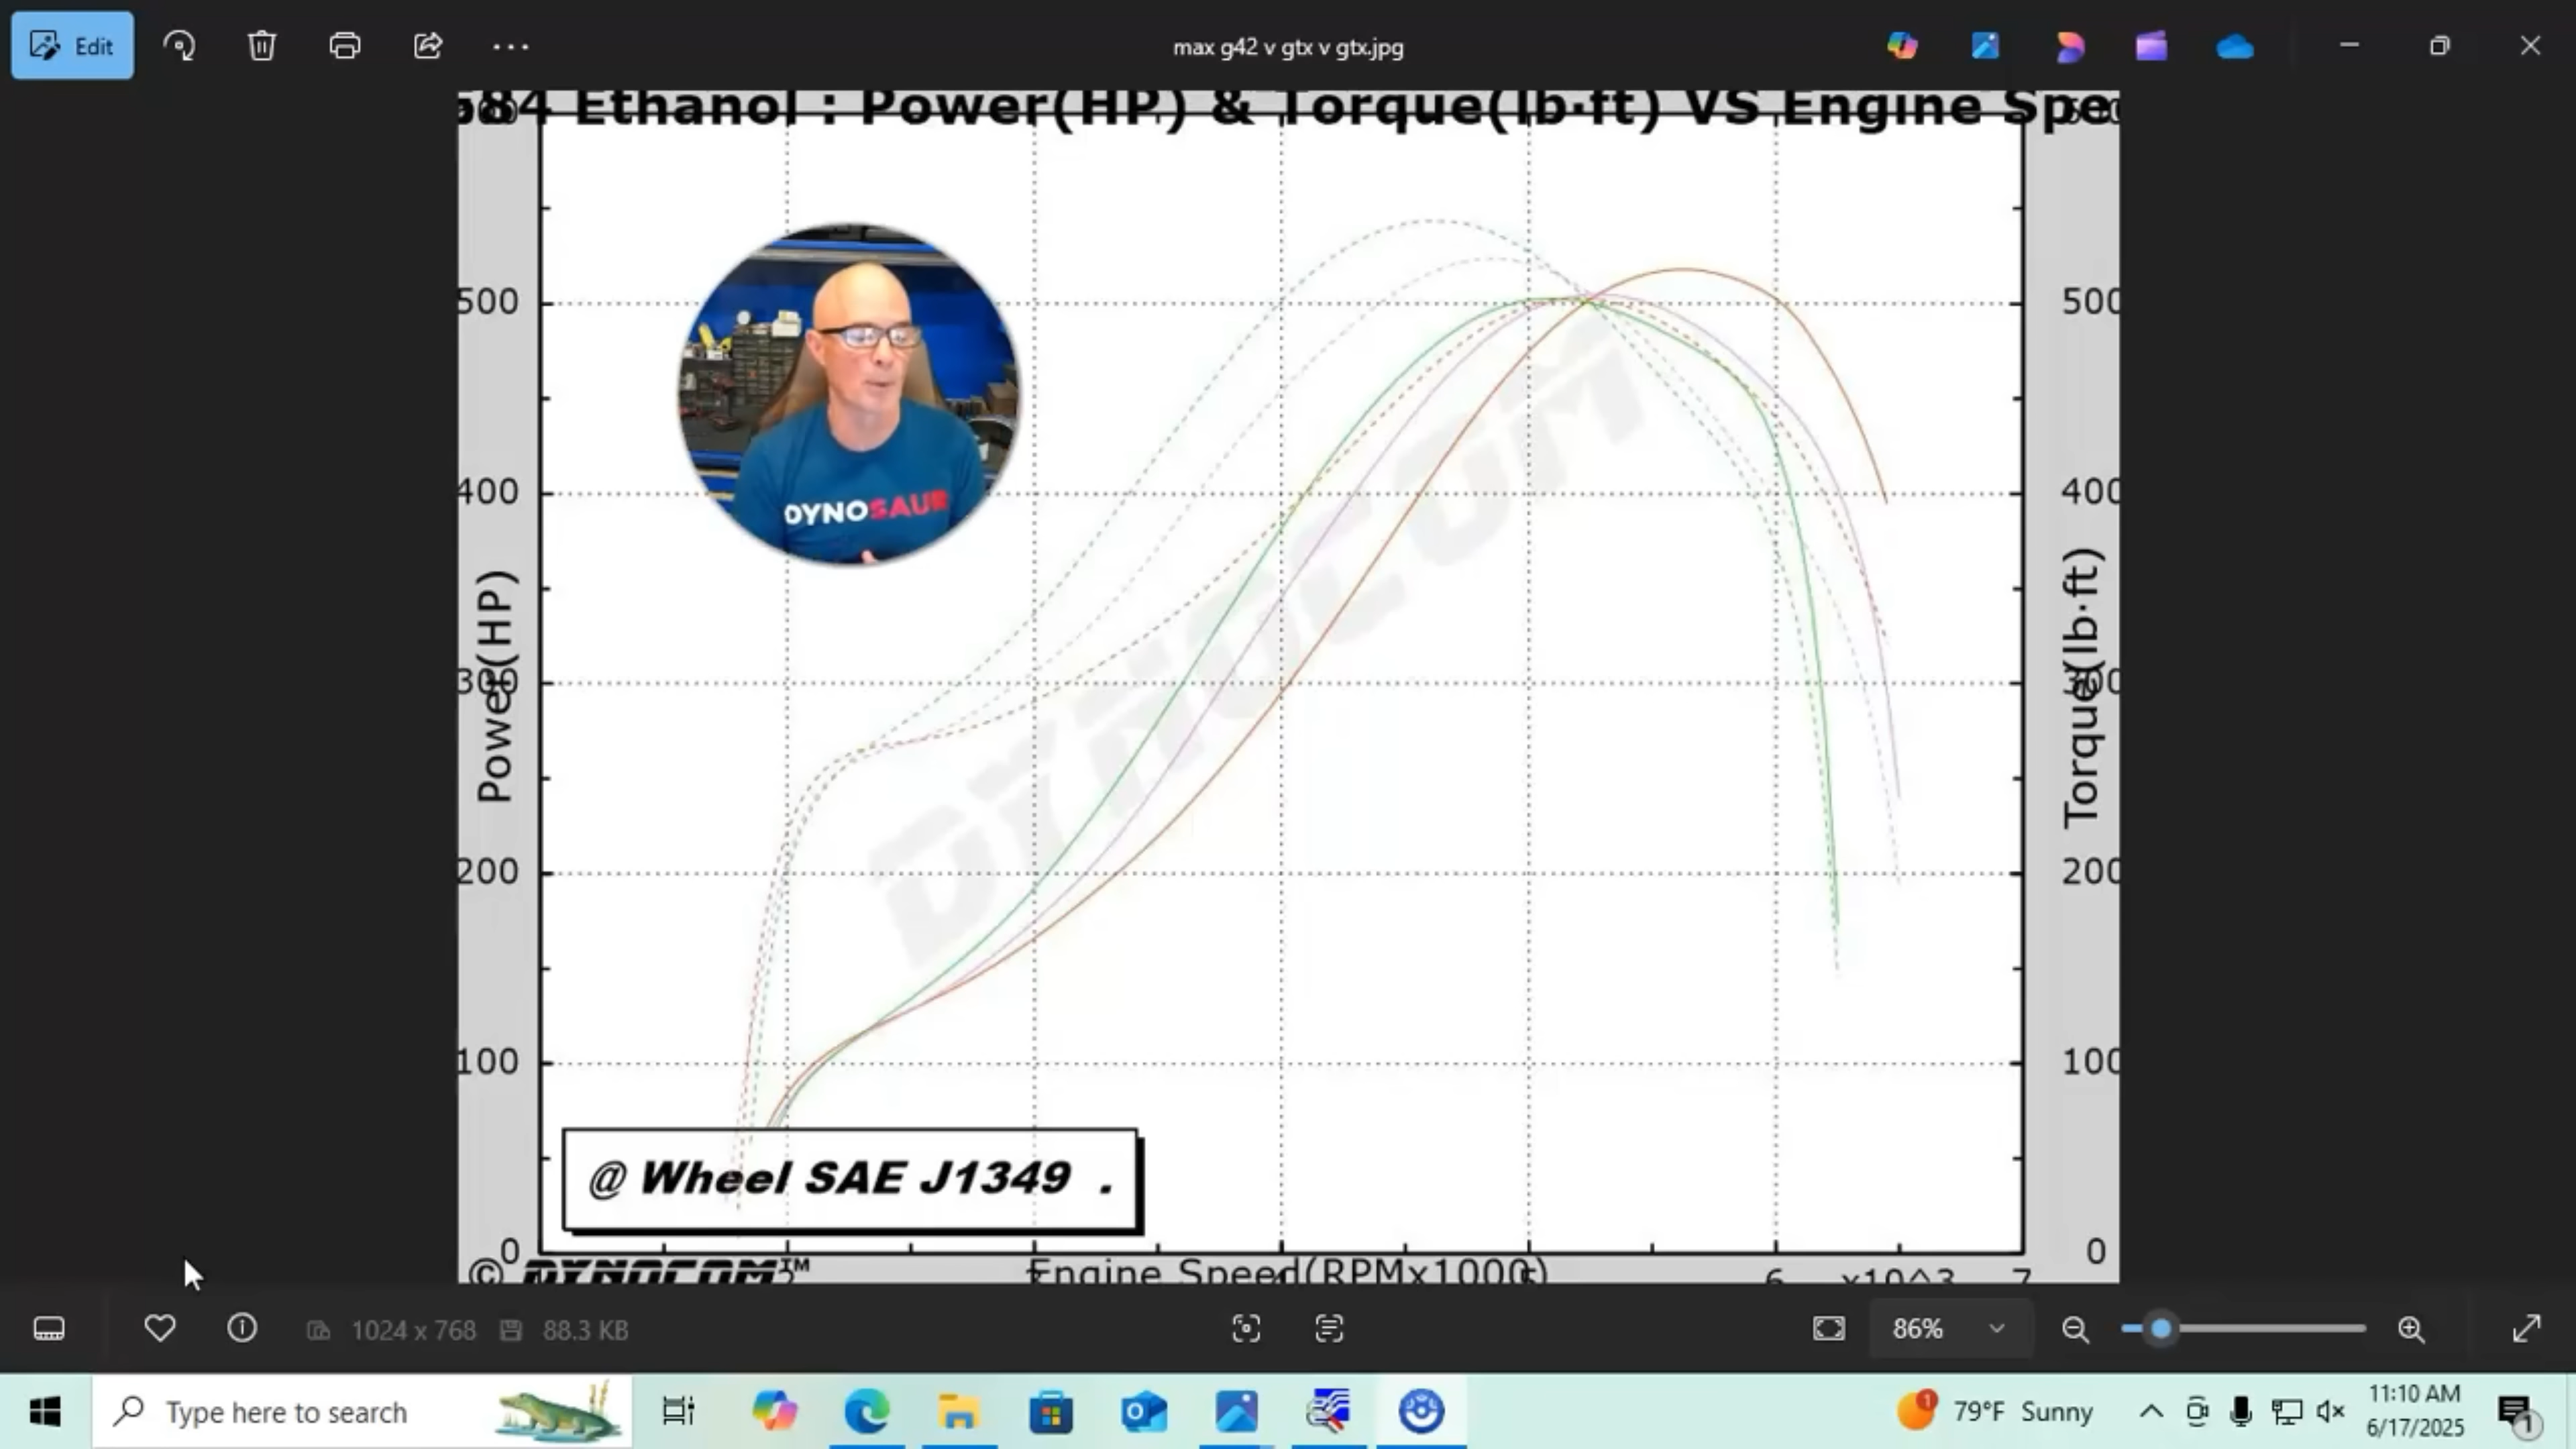 Edit
max g42 v gtx v gtx.jpg
84 Ethanol : Power(HP) & Torque(lb·ft) VS Engine Spe
500
400
300
200
100
0
Power(HP)
500
400
300
200
100
0
Torque(lb·ft)
DYNOCOM
DYNOSAUR
@ Wheel SAE J1349 .
© DYNOCOM™
Engine Speed(RPMx1000)
6
x10^3
7
1024 x 768
88.3 KB
86%
Type here to search
79°F Sunny
11:10 AM
6/17/2025
1
1